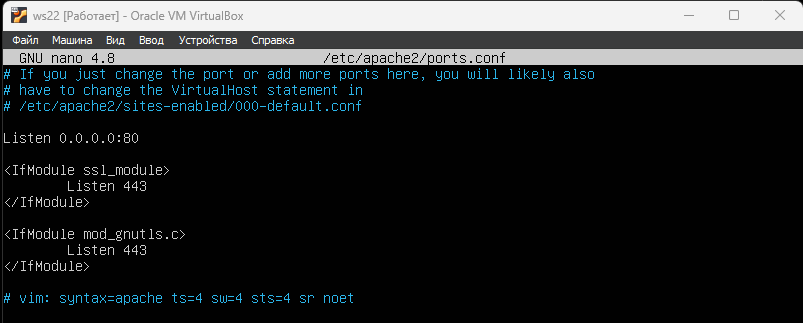 ws22 [Работает] - Oracle VM VirtualBox
Файл Машина Вид Ввод Устройства Справка
GNU nano 4.8 /etc/apache2/ports.conf
# If you just change the port or add more ports here, you will likely also
# have to change the VirtualHost statement in
# /etc/apache2/sites-enabled/000-default.conf
Listen 0.0.0.0:80
<IfModule ssl_module>
Listen 443
</IfModule>
<IfModule mod_gnutls.c>
Listen 443
</IfModule>
# vim: syntax=apache ts=4 sw=4 sts=4 sr noet